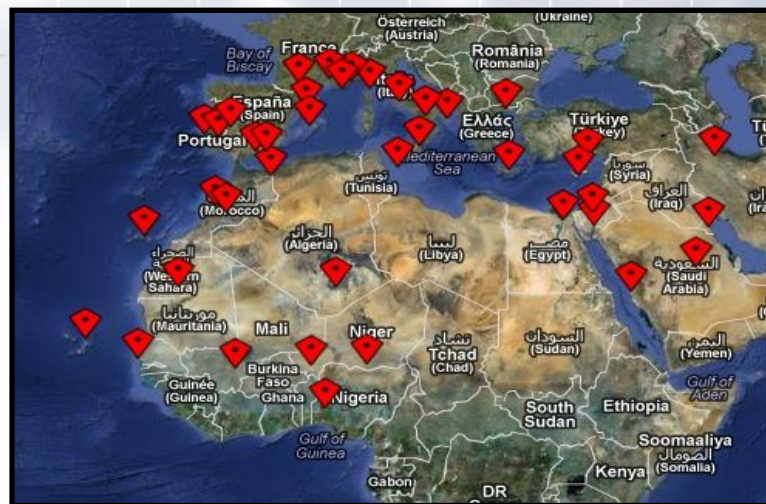 Österreich
(Austria)
Ukraine)
Bay of
Biscay
France
România
(Romania)
(Italy)
España
(Spain)
Portugal
Ελλάς
(Greece)
Türkiye
Mediterranean
Sea
تونس
(Tunisia)
سوريا
(Syria)
العراق
(Iraq)
(Morocco)
الجزائر
(Algeria)
ليبيا
(Libya)
مصر
(Egypt)
الصحراء
(Western
Sahara)
السعودية
(Saudi
Arabia)
موريتانيا
(Mauritania)
Mali
Niger
تشاد
Tchad
(Chad)
السودان
(Sudan)
اليمن
(Yemen)
Burkina
Faso
Guinée
(Guinea)
Ghana
Nigeria
Gulf of
Aden
South
Sudan
Ethiopia
Gulf of
Guinea
Soomaaliya
الصومال
(Somalia)
Kenya
Gabon
DR